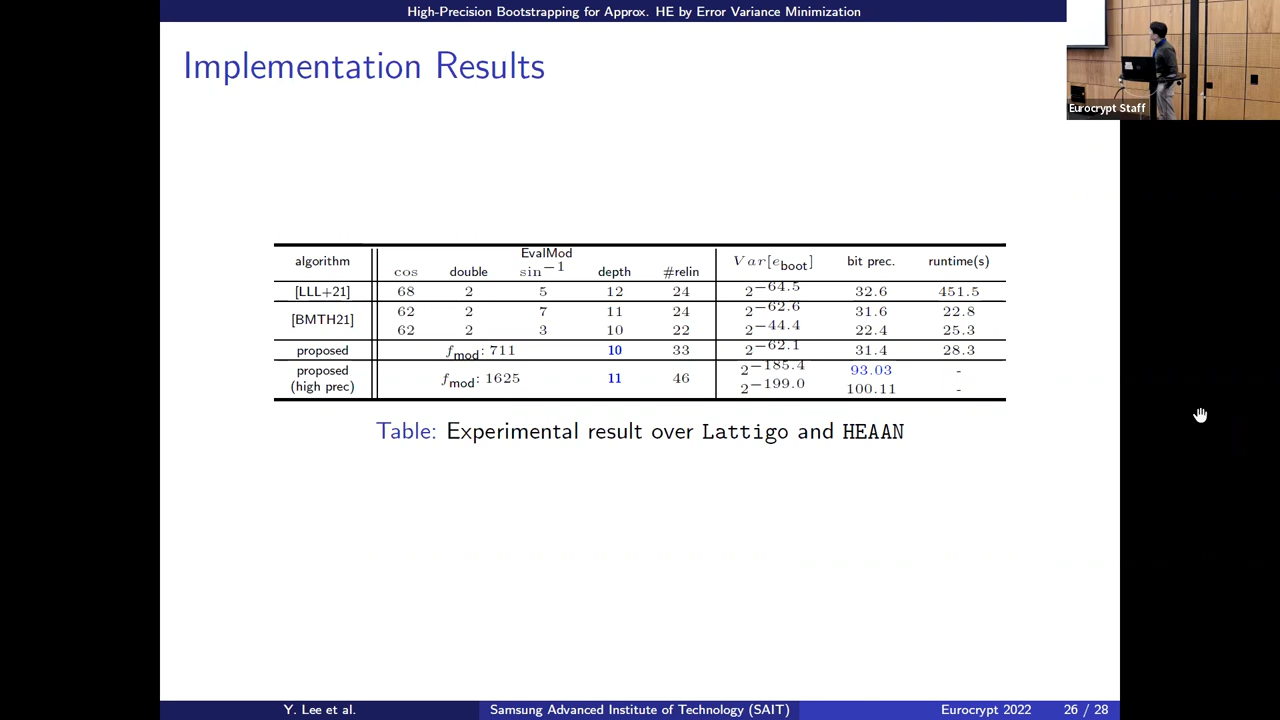 High-Precision Bootstrapping for Approx. HE by Error Variance Minimization
Implementation Results
Eurocrypt Staff
EvalMod
algorithm cos double sin−1 depth #relin Var[eboot] bit prec. runtime(s)
[LLL+21] 68 2 5 12 24 2−64.5 32.6 451.5
[BMTH21] 62 2 7 11 24 2−62.6 31.6 22.8
62 2 3 10 22 2−44.4 22.4 25.3
proposed fmod: 711 10 33 2−62.1 31.4 28.3
proposed (high prec) fmod: 1625 11 46 2−185.4 93.03 -
2−199.0 100.11 -
Table: Experimental result over Lattigo and HEAAN
Y. Lee et al. Samsung Advanced Institute of Technology (SAIT) Eurocrypt 2022 26 / 28